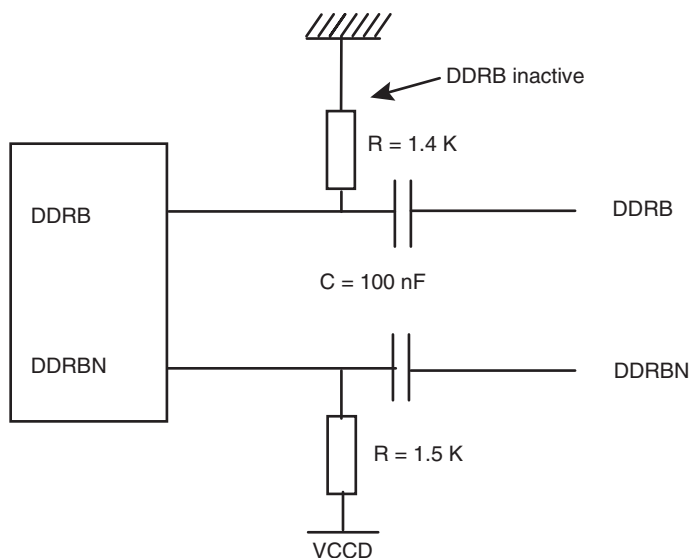 DDRB inactive
R = 1.4 K
DDRB
DDRB
C = 100 nF
DDRBN
DDRBN
R = 1.5 K
VCCD